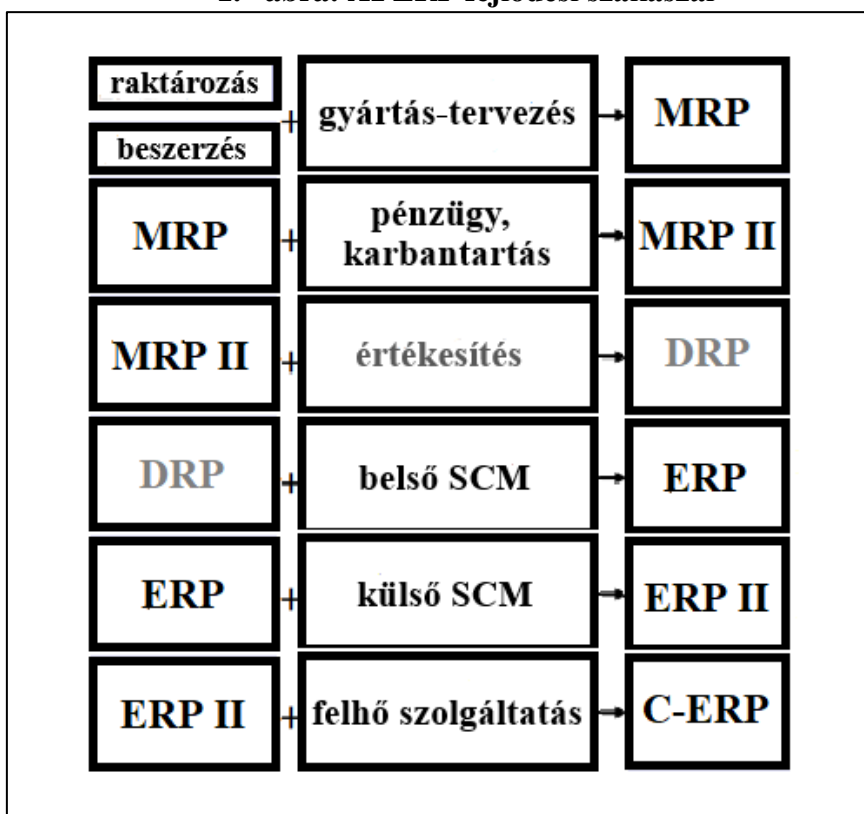 raktározás
beszerzés
+
gyártás-tervezés
MRP
MRP
+
pénzügy,
karbantartás
MRP II
MRP II
+
értékesítés
DRP
DRP
+
belső SCM
ERP
ERP
+
külső SCM
ERP II
ERP II
+
felhő szolgáltatás
C-ERP